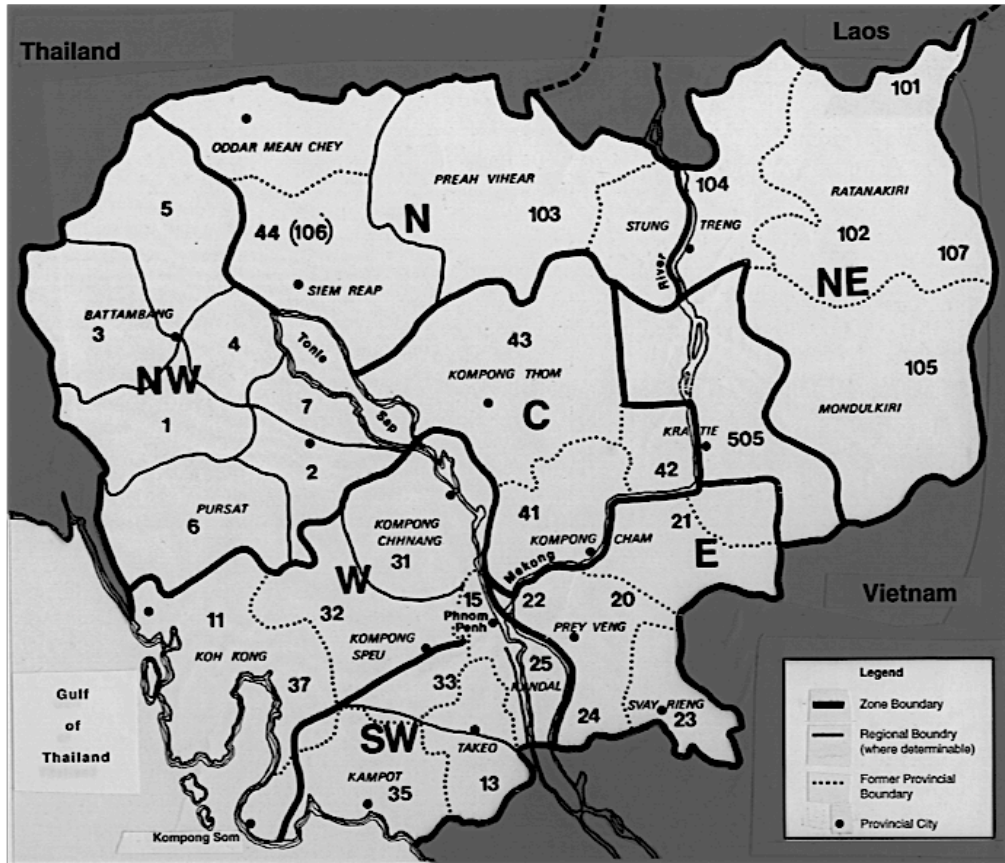 Thailand
Laos
101
ODDAR MEAN CHEY
PREAH VIHEAR
104
RATANAKIRI
5
N
103
STUNG TRENG
44 (106)
102
107
NE
River
SIEM REAP
BATTAMBANG
3
4
Tonle
43
KOMPONG THOM
105
NW
MONDULKIRI
7
Sap
C
1
KRATIE
505
2
42
PURSAT
6
41
21
KOMPONG
CHHNANG
31
KOMPONG CHAM
E
W
Mekong
Vietnam
15
22
20
11
32
Phnom
Penh
PREY VENG
KOMPONG
SPEU
KOH KONG
25
KANDAL
37
33
24
SVAY RIENG
23
SW
TAKEO
KAMPOT
35
13
Gulf
of
Thailand
Kompong Som
Legend
Zone Boundary
Regional Boundry
(where determinable)
Former Provincial
Boundary
Provincial City